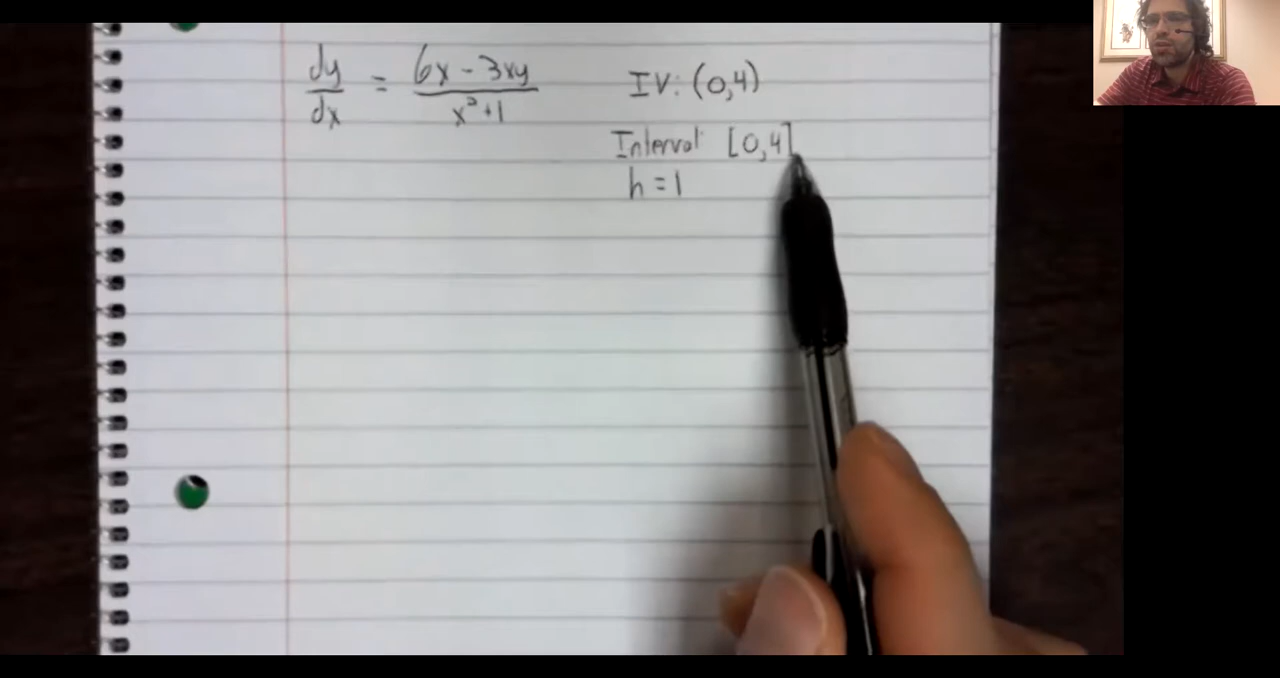 dy/dx = (6x - 3xy)/(x²+1)
IV: (0,4)
Interval: [0,4]
h = 1